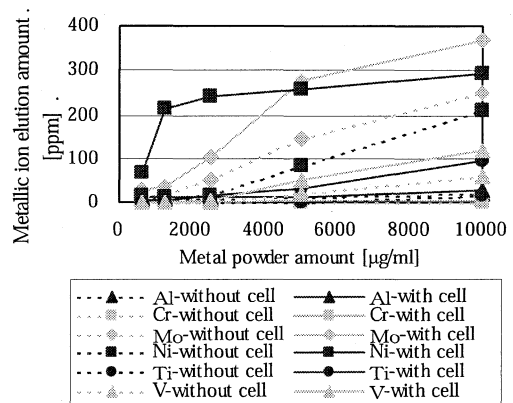 Metallic ion elution amount .
[ppm] .
400
300
200
100
0
0 2000 4000 6000 8000 10000
Metal powder amount [µg/ml]
Al-without cell Al-with cell
Cr-without cell Cr-with cell
Mo-without cell Mo-with cell
Ni-without cell Ni-with cell
Ti-without cell Ti-with cell
V-without cell V-with cell